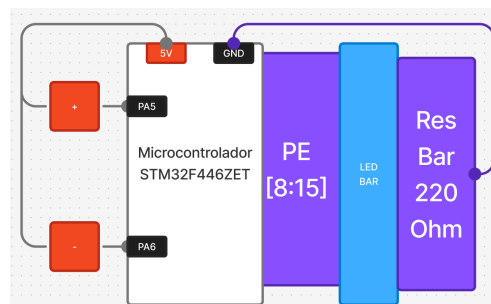 5V
GND
+
PA5
Microcontrolador
STM32F446ZET
PE
[8:15]
LED
BAR
Res
Bar
220
Ohm
-
PA6